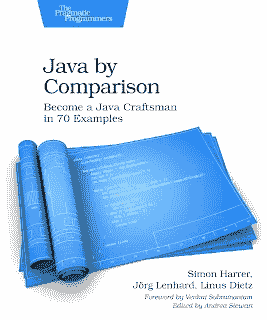 The
Pragmatic
Programmers
Java by
Comparison
Become a Java Craftsman
in 70 Examples
Simon Harrer,
Jörg Lenhard, Linus Dietz
Foreword by Venkat Subramaniam
Edited by Andrea Stewart